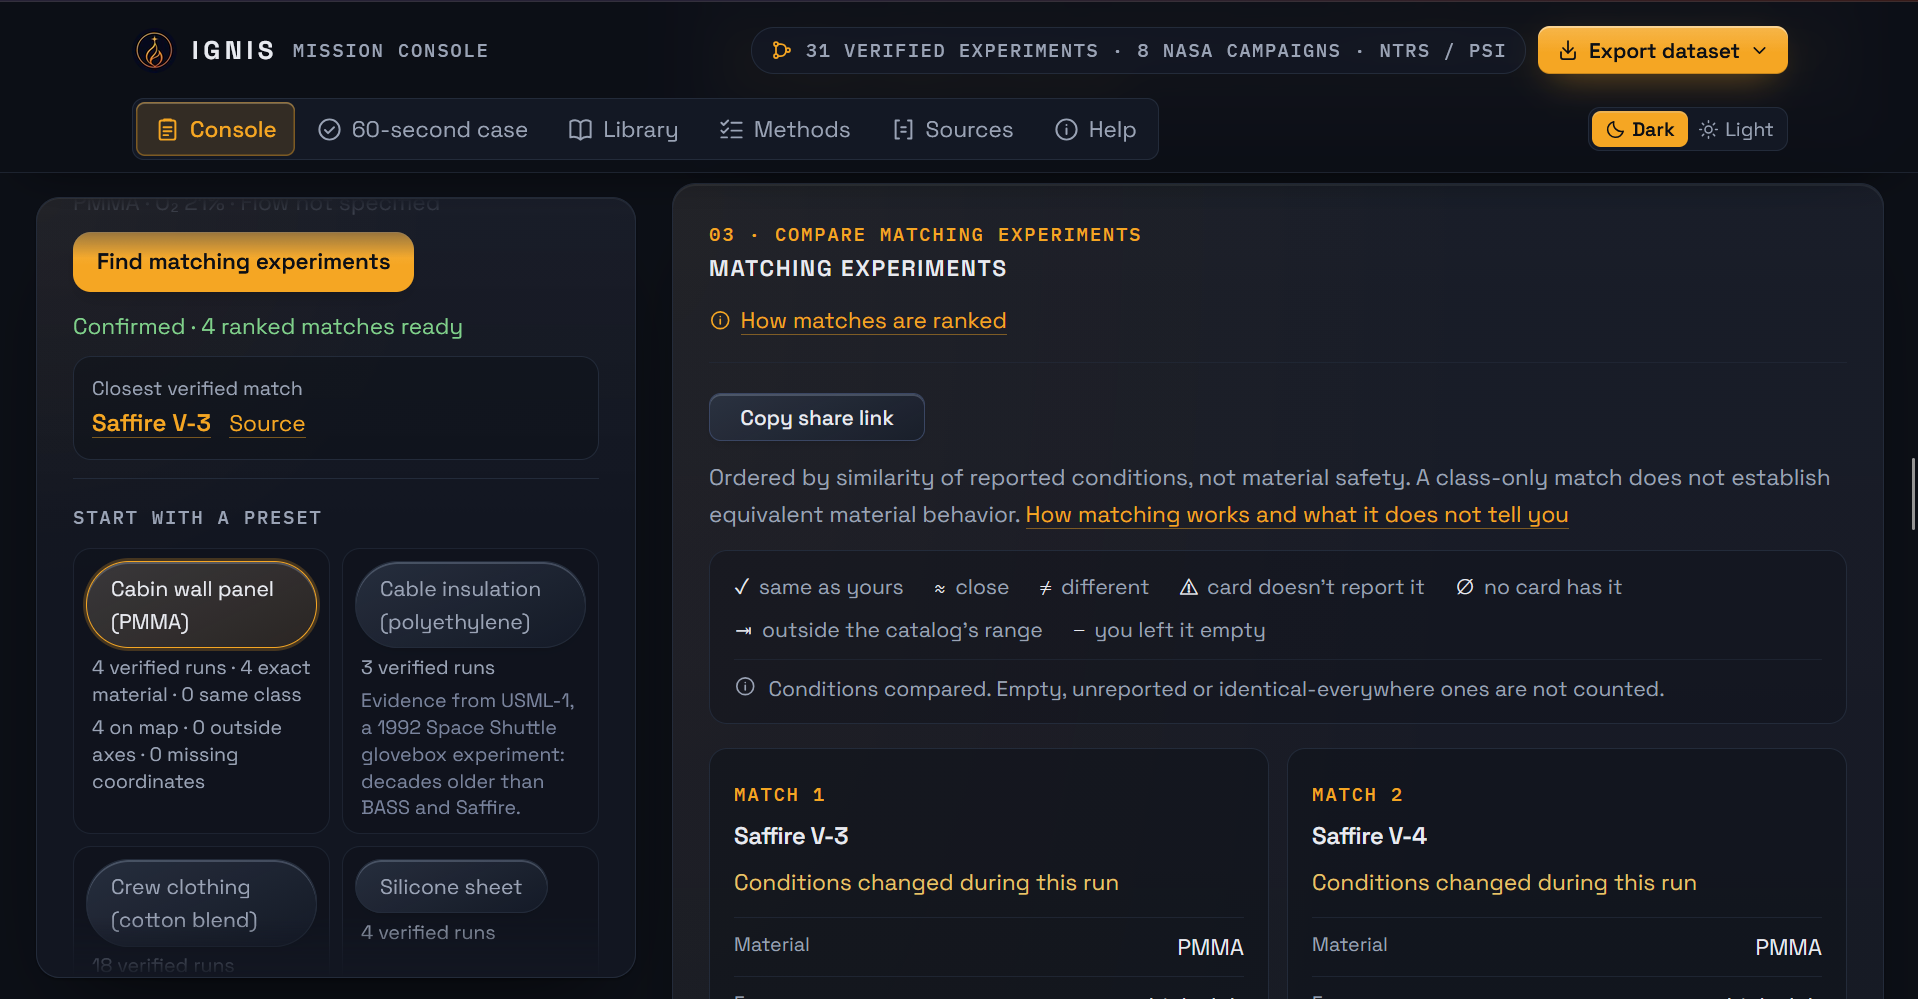 IGNIS MISSION CONSOLE
31 VERIFIED EXPERIMENTS · 8 NASA CAMPAIGNS · NTRS / PSI
Export dataset
Console
60-second case
Library
Methods
Sources
Help
Dark
Light
PMMA · O₂ 21% · Flow not specified
Find matching experiments
Confirmed · 4 ranked matches ready
Closest verified match
Saffire V-3 Source
START WITH A PRESET
Cabin wall panel
(PMMA)
4 verified runs · 4 exact
material · 0 same class
4 on map · 0 outside
axes · 0 missing
coordinates
Cable insulation
(polyethylene)
3 verified runs
Evidence from USML-1,
a 1992 Space Shuttle
glovebox experiment:
decades older than
BASS and Saffire.
Crew clothing
(cotton blend)
18 verified runs
Silicone sheet
4 verified runs
03 · COMPARE MATCHING EXPERIMENTS
MATCHING EXPERIMENTS
How matches are ranked
Copy share link
Ordered by similarity of reported conditions, not material safety. A class-only match does not establish
equivalent material behavior. How matching works and what it does not tell you
✓ same as yours ≈ close ≠ different ⚠ card doesn't report it Ø no card has it
⇥ outside the catalog's range – you left it empty
Conditions compared. Empty, unreported or identical-everywhere ones are not counted.
MATCH 1
Saffire V-3
Conditions changed during this run
Material PMMA
MATCH 2
Saffire V-4
Conditions changed during this run
Material PMMA